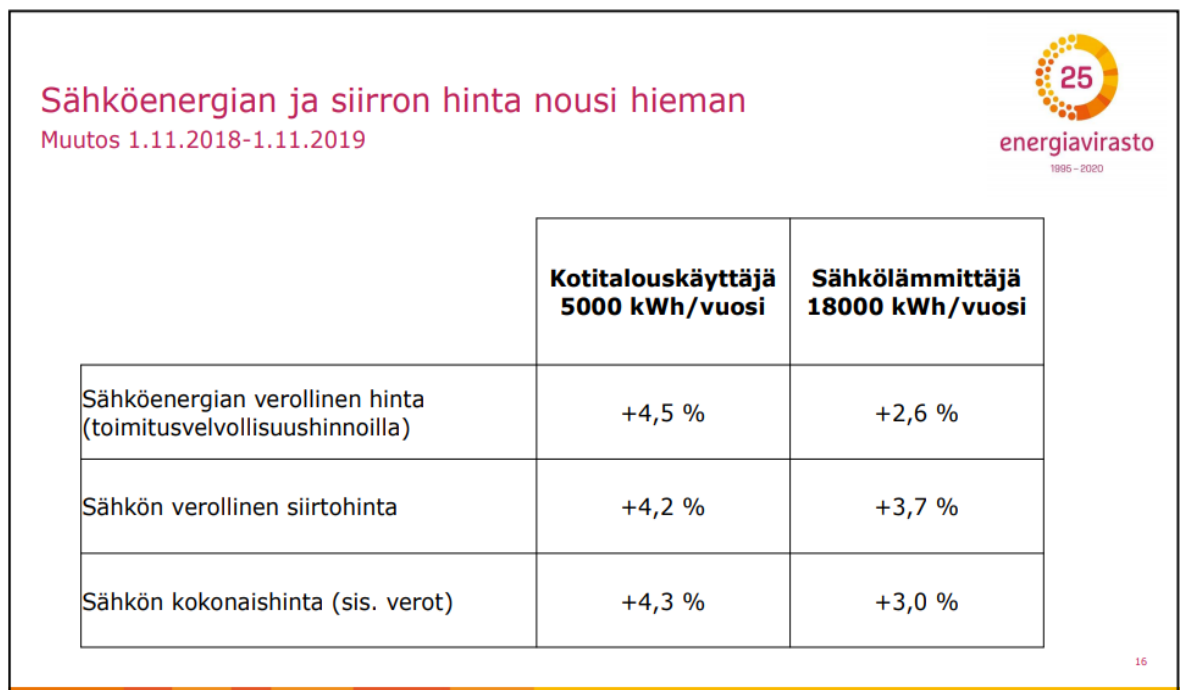 Sähköenergian ja siirron hinta nousi hieman
Muutos 1.11.2018-1.11.2019
25
energiavirasto
1995 – 2020
Kotitalouskäyttäjä
5000 kWh/vuosi
Sähkölämmittäjä
18000 kWh/vuosi
Sähköenergian verollinen hinta
(toimitusvelvollisuushinnoilla)
+4,5 %
+2,6 %
Sähkön verollinen siirtohinta
+4,2 %
+3,7 %
Sähkön kokonaishinta (sis. verot)
+4,3 %
+3,0 %
16